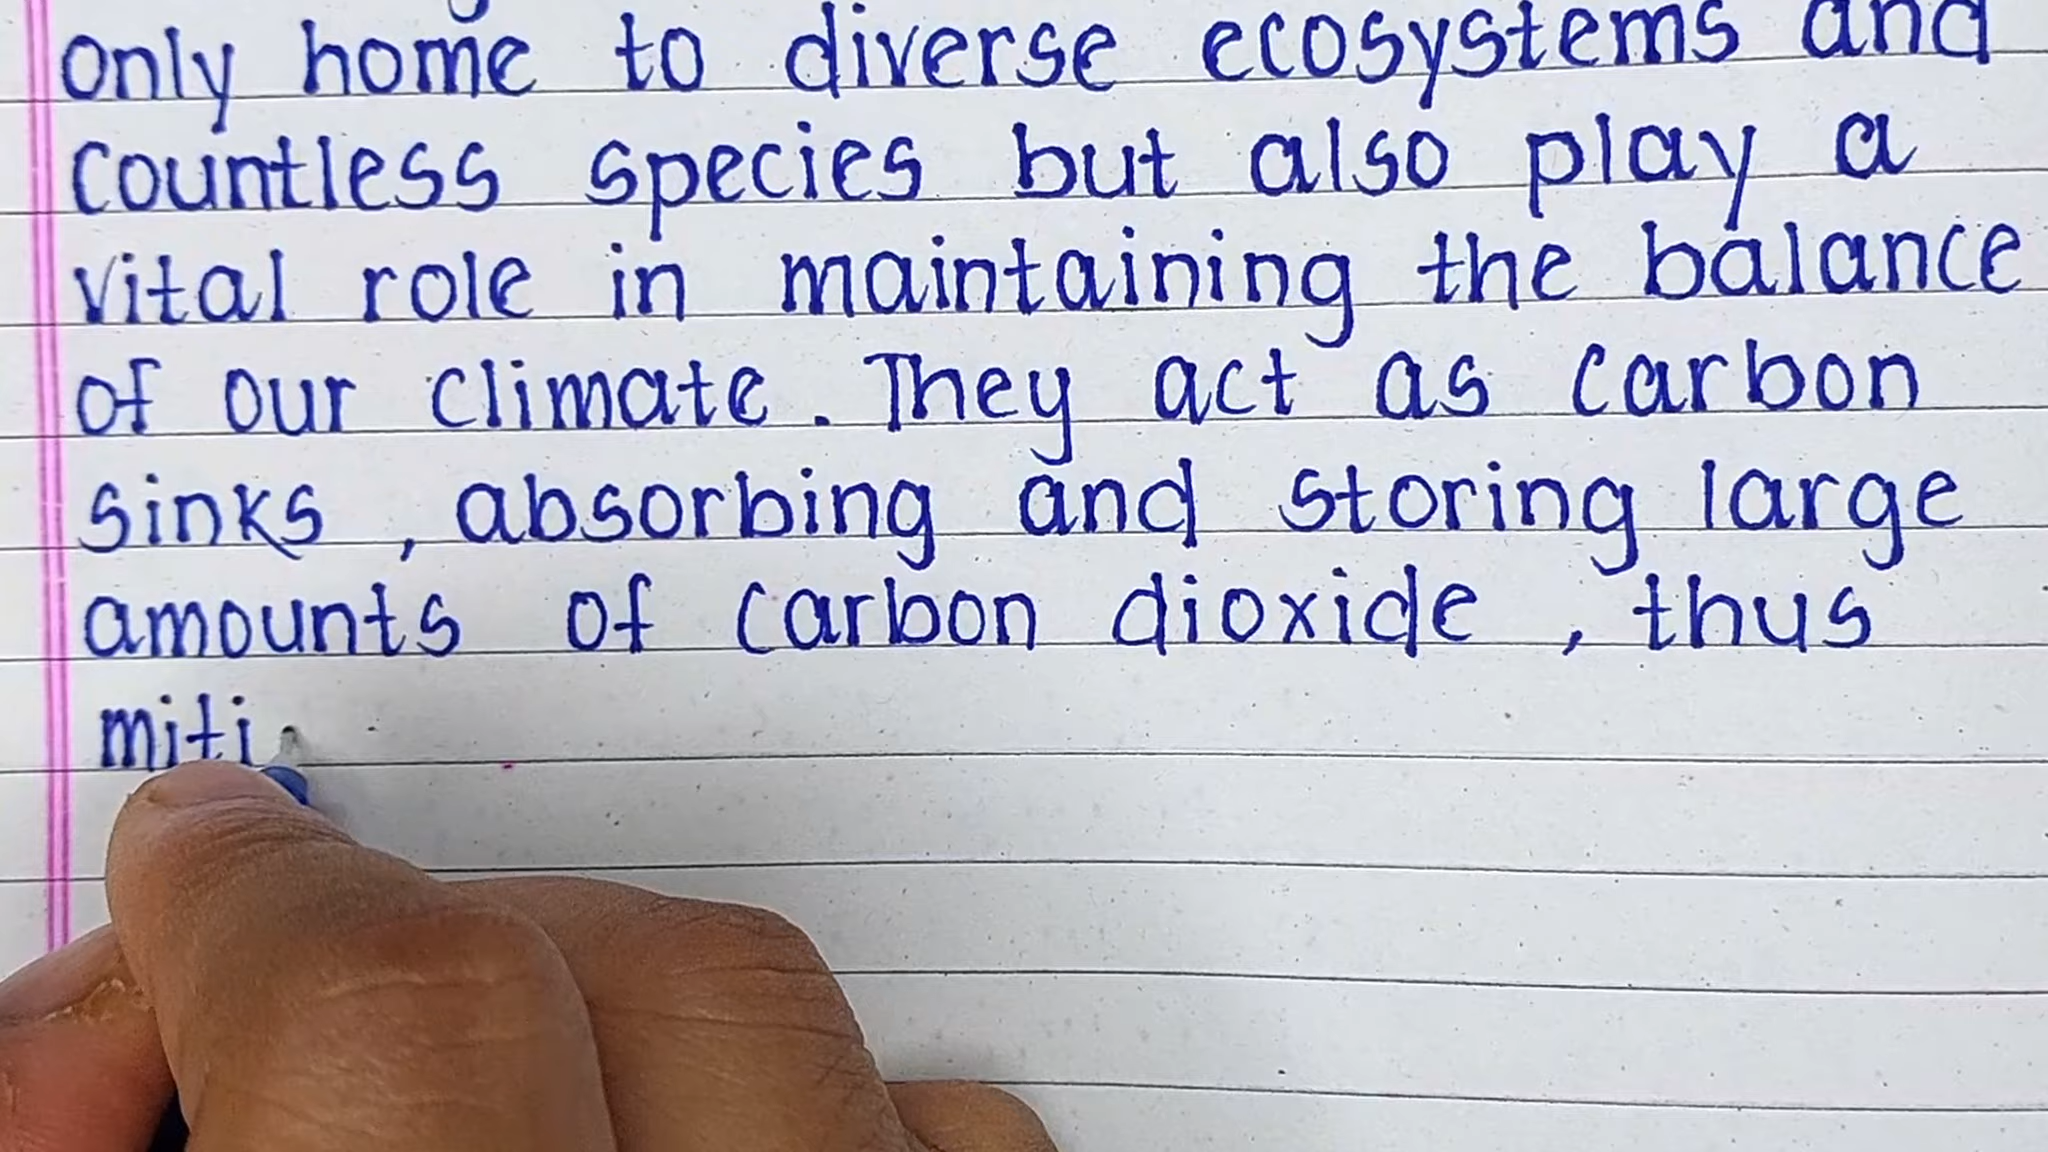 only home to diverse ecosystems and
countless species but also play a
vital role in maintaining the balance
of our climate. They act as carbon
sinks, absorbing and storing large
amounts of carbon dioxide, thus
miti